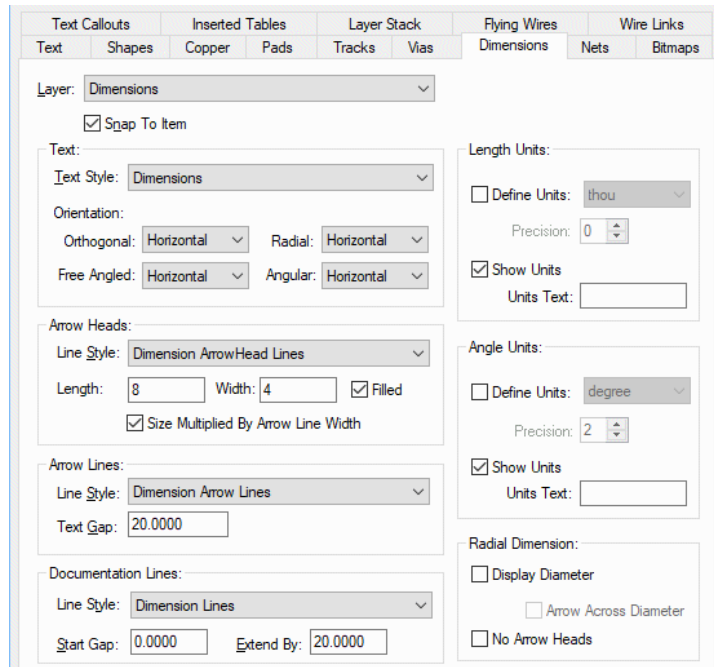 Text Callouts Inserted Tables Layer Stack Flying Wires Wire Links
Text Shapes Copper Pads Tracks Vias Dimensions Nets Bitmaps
Layer: Dimensions
Snap To Item
Text:
Text Style: Dimensions
Orientation:
Orthogonal: Horizontal Radial: Horizontal
Free Angled: Horizontal Angular: Horizontal
Arrow Heads:
Line Style: Dimension ArrowHead Lines
Length: 8 Width: 4 Filled
Size Multiplied By Arrow Line Width
Arrow Lines:
Line Style: Dimension Arrow Lines
Text Gap: 20.0000
Documentation Lines:
Line Style: Dimension Lines
Start Gap: 0.0000 Extend By: 20.0000
Length Units:
Define Units: thou
Precision: 0
Show Units
Units Text:
Angle Units:
Define Units: degree
Precision: 2
Show Units
Units Text:
Radial Dimension:
Display Diameter
Arrow Across Diameter
No Arrow Heads